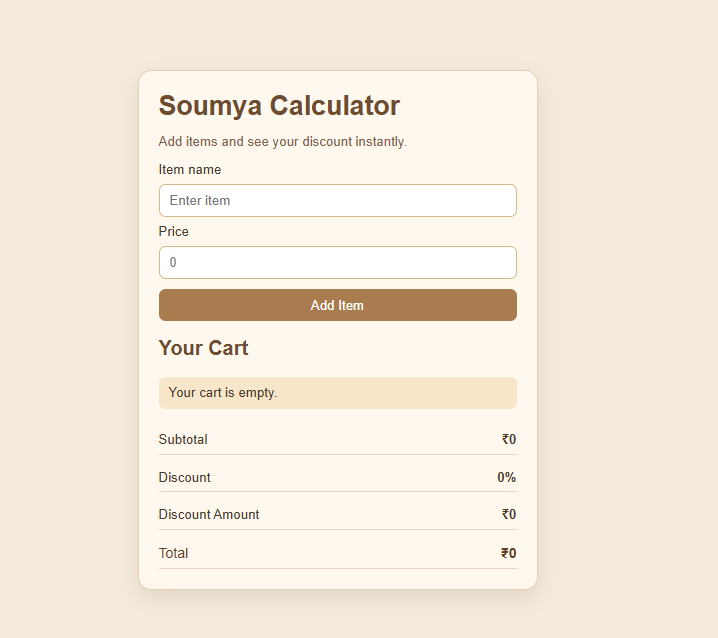 Soumya Calculator
Add items and see your discount instantly.
Item name
Enter item
Price
0
Add Item
Your Cart
Your cart is empty.
Subtotal ₹0
Discount 0%
Discount Amount ₹0
Total ₹0